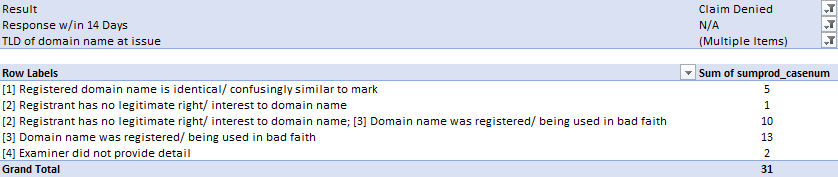 Result Claim Denied
Response w/in 14 Days N/A
TLD of domain name at issue (Multiple Items)
Row Labels Sum of sumprod_casenum
[1] Registered domain name is identical/ confusingly similar to mark 5
[2] Registrant has no legitimate right/ interest to domain name 1
[2] Registrant has no legitimate right/ interest to domain name; [3] Domain name was registered/ being used in bad faith 10
[3] Domain name was registered/ being used in bad faith 13
[4] Examiner did not provide detail 2
Grand Total 31